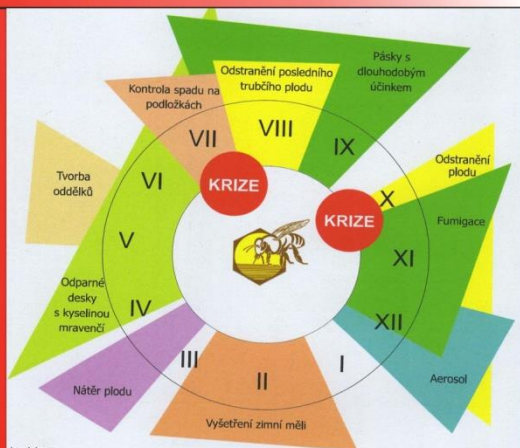 Pásky s
dlouhodobým
účinkem
Odstranění posledního
trubčího plodu
Kontrola spadu na
podložkách
VIII
VII
IX
Odstranění
plodu
Tvorba
oddělků
VI
KRIZE
X
KRIZE
Fumigace
V
XI
Odparné
desky
s kyselinou
mravenčí
IV
XII
III
I
II
Nátěr plodu
Aerosol
Vyšetření zimní měli